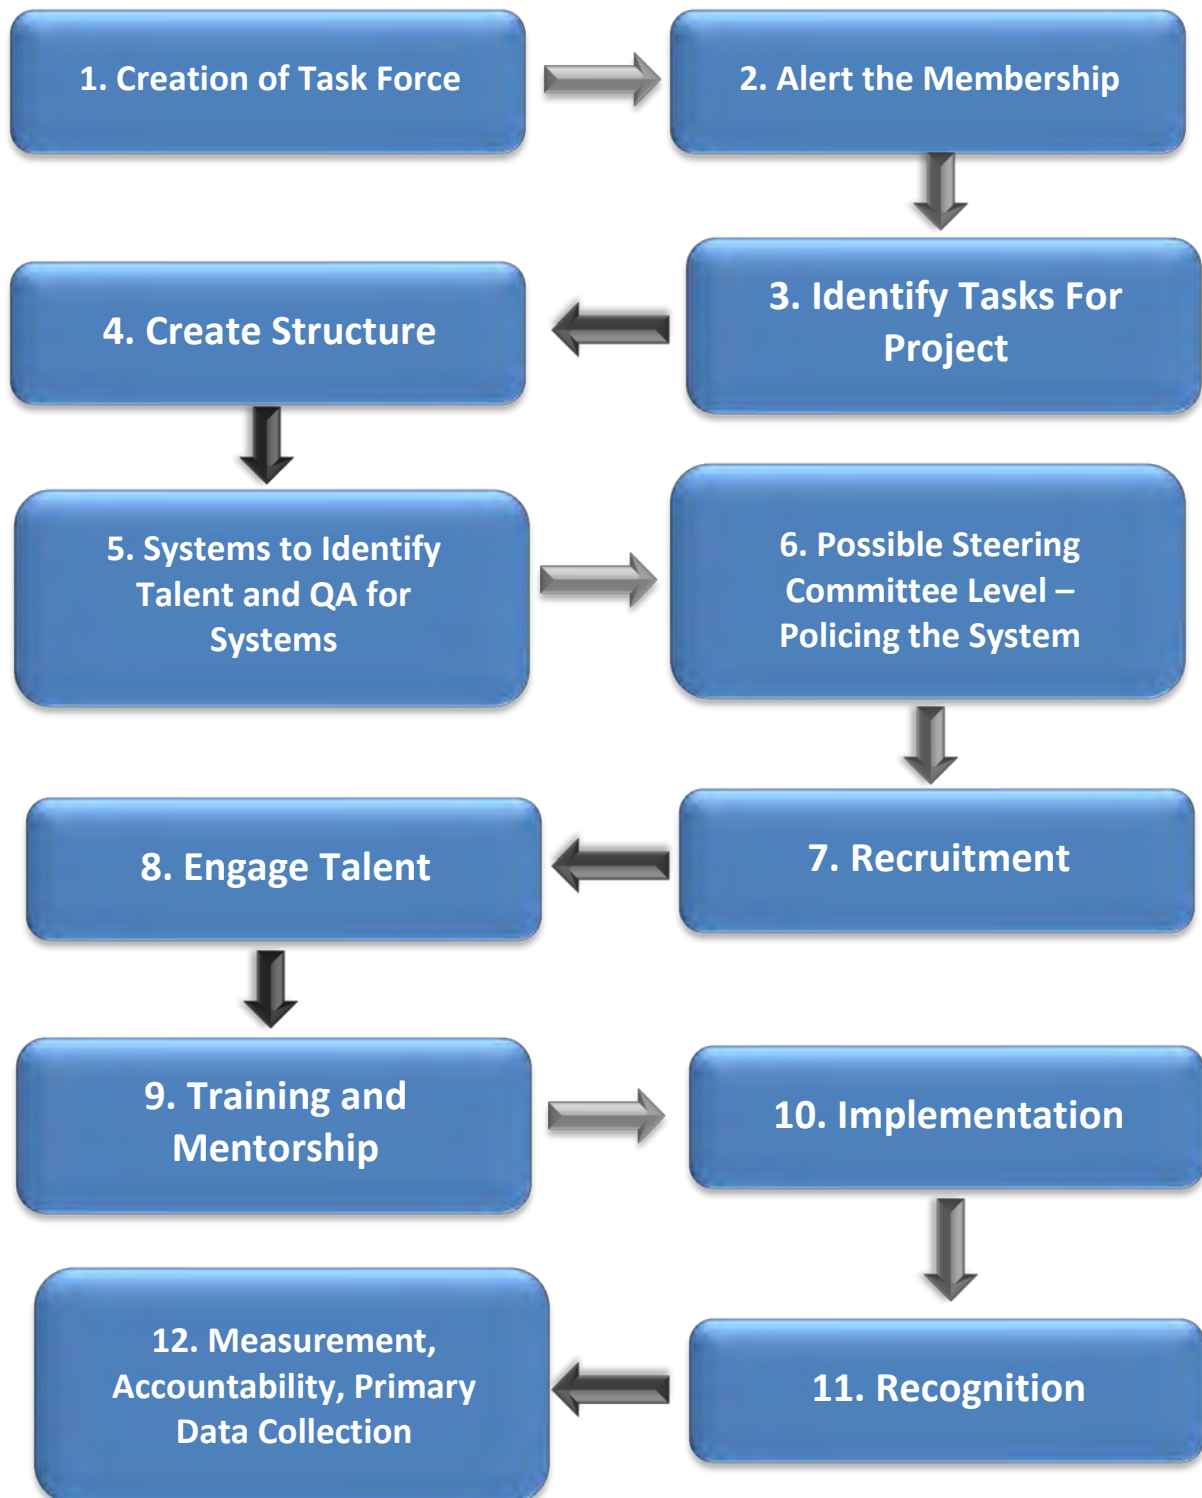 1. Creation of Task Force
2. Alert the Membership
3. Identify Tasks For
Project
4. Create Structure
5. Systems to Identify
Talent and QA for
Systems
6. Possible Steering
Committee Level –
Policing the System
7. Recruitment
8. Engage Talent
9. Training and
Mentorship
10. Implementation
11. Recognition
12. Measurement,
Accountability, Primary
Data Collection